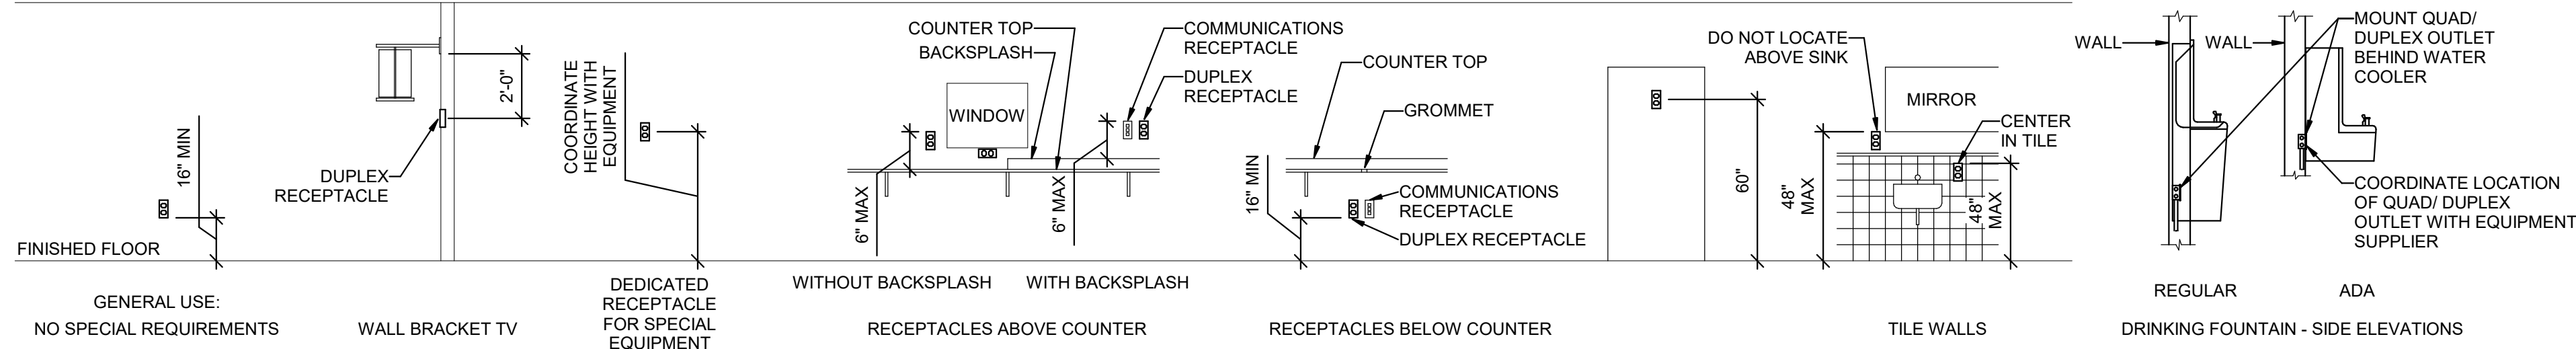 16" MIN
FINISHED FLOOR
GENERAL USE:
NO SPECIAL REQUIREMENTS
2'-0"
DUPLEX
RECEPTACLE
WALL BRACKET TV
COORDINATE
HEIGHT WITH
EQUIPMENT
DEDICATED
RECEPTACLE
FOR SPECIAL
EQUIPMENT
COUNTER TOP
BACKSPLASH
COMMUNICATIONS
RECEPTACLE
DUPLEX
RECEPTACLE
WINDOW
6" MAX
6" MAX
WITHOUT BACKSPLASH
WITH BACKSPLASH
RECEPTACLES ABOVE COUNTER
COUNTER TOP
GROMMET
16" MIN
COMMUNICATIONS
RECEPTACLE
DUPLEX RECEPTACLE
RECEPTACLES BELOW COUNTER
60"
DO NOT LOCATE
ABOVE SINK
MIRROR
CENTER
IN TILE
48"
MAX
48"
MAX
TILE WALLS
WALL
WALL
MOUNT QUAD/
DUPLEX OUTLET
BEHIND WATER
COOLER
COORDINATE LOCATION
OF QUAD/ DUPLEX
OUTLET WITH EQUIPMENT
SUPPLIER
REGULAR
ADA
DRINKING FOUNTAIN - SIDE ELEVATIONS